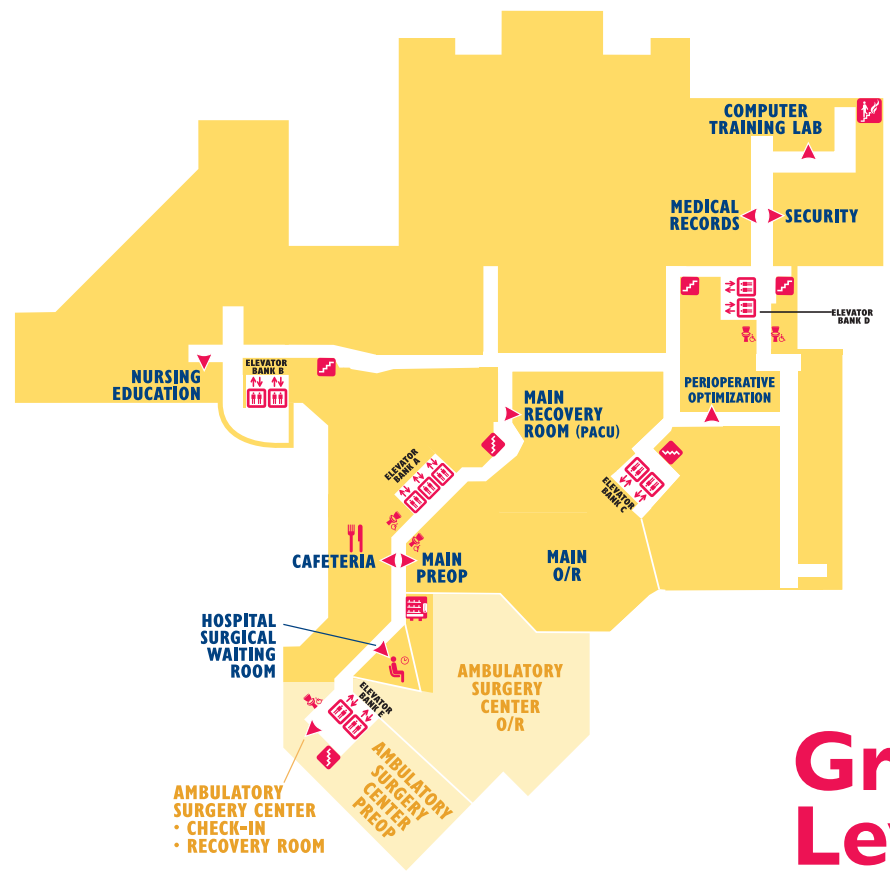 COMPUTER
TRAINING LAB
MEDICAL
RECORDS
SECURITY
ELEVATOR
BANK D
ELEVATOR
BANK B
NURSING
EDUCATION
PERIOPERATIVE
OPTIMIZATION
MAIN
RECOVERY
ROOM (PACU)
ELEVATOR
BANK A
ELEVATOR
BANK C
CAFETERIA
MAIN
PREOP
MAIN
O/R
HOSPITAL
SURGICAL
WAITING
ROOM
AMBULATORY
SURGERY
CENTER
O/R
ELEVATOR
BANK E
AMBULATORY
SURGERY
CENTER
PREOP
AMBULATORY
SURGERY CENTER
• CHECK-IN
• RECOVERY ROOM
Gr
Le